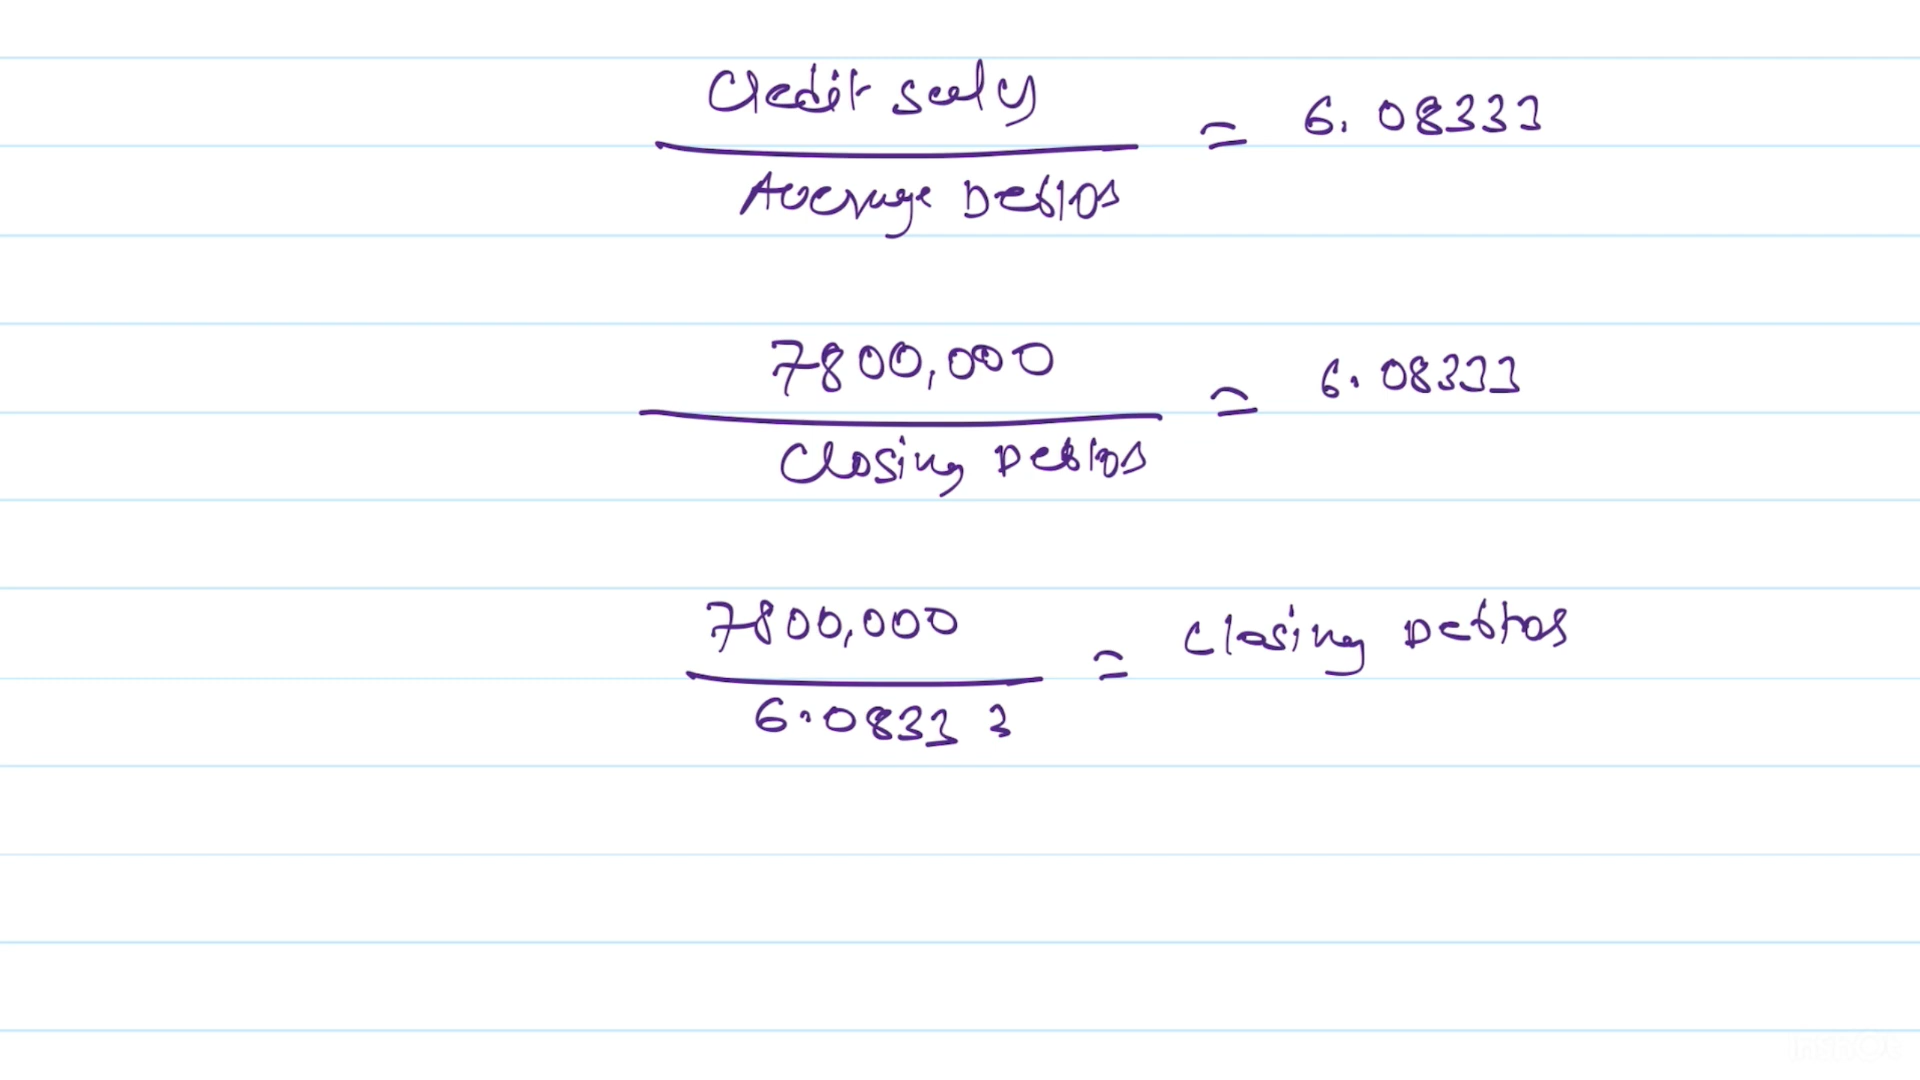 Credit sales = 6.08333
Average Debtors
7800,000 = 6.08333
Closing Debtors
7800,000 = Closing Debtors
6.08333